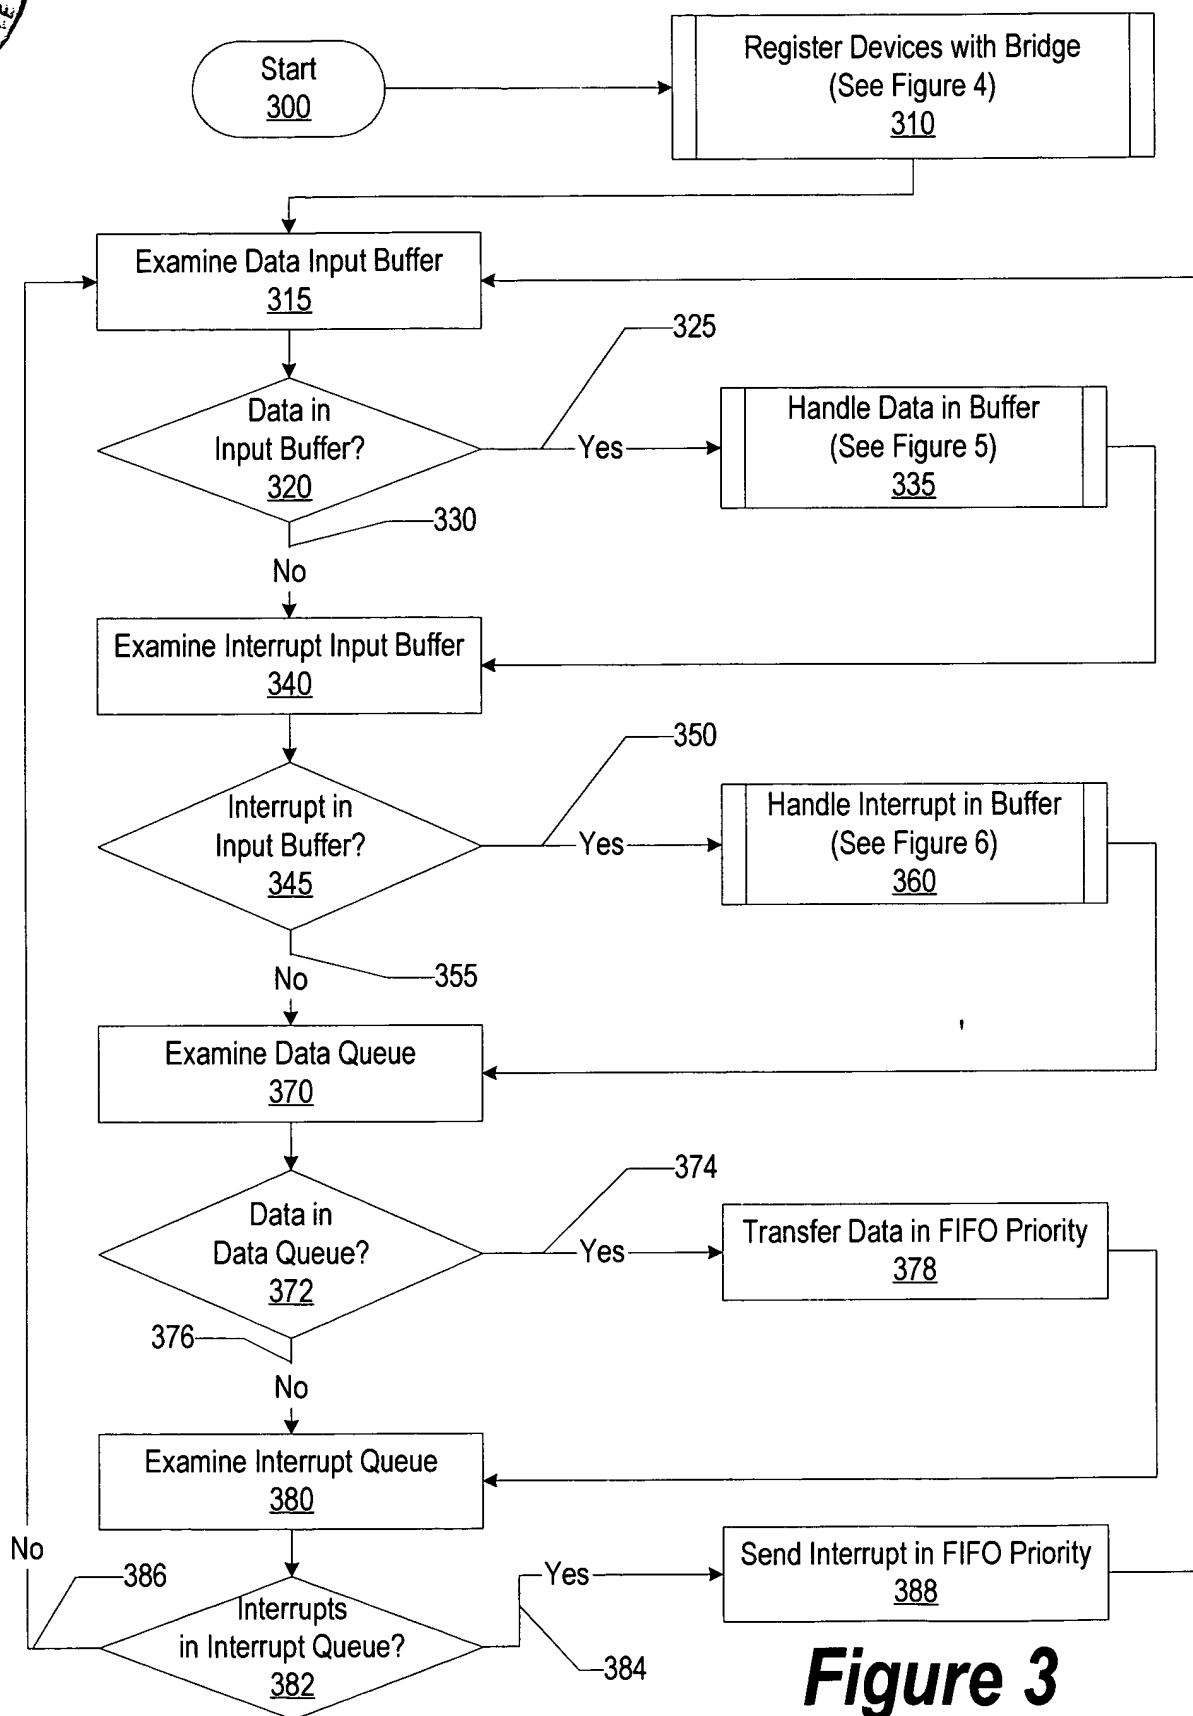 Start
300
Register Devices with Bridge
(See Figure 4)
310
Examine Data Input Buffer
315
325
Data in
Input Buffer?
320
Yes
Handle Data in Buffer
(See Figure 5)
335
330
No
Examine Interrupt Input Buffer
340
350
Interrupt in
Input Buffer?
345
Yes
Handle Interrupt in Buffer
(See Figure 6)
360
355
No
Examine Data Queue
370
374
Data in
Data Queue?
372
Yes
Transfer Data in FIFO Priority
378
376
No
Examine Interrupt Queue
380
No
386
Interrupts
in Interrupt Queue?
382
Yes
384
Send Interrupt in FIFO Priority
388
Figure 3